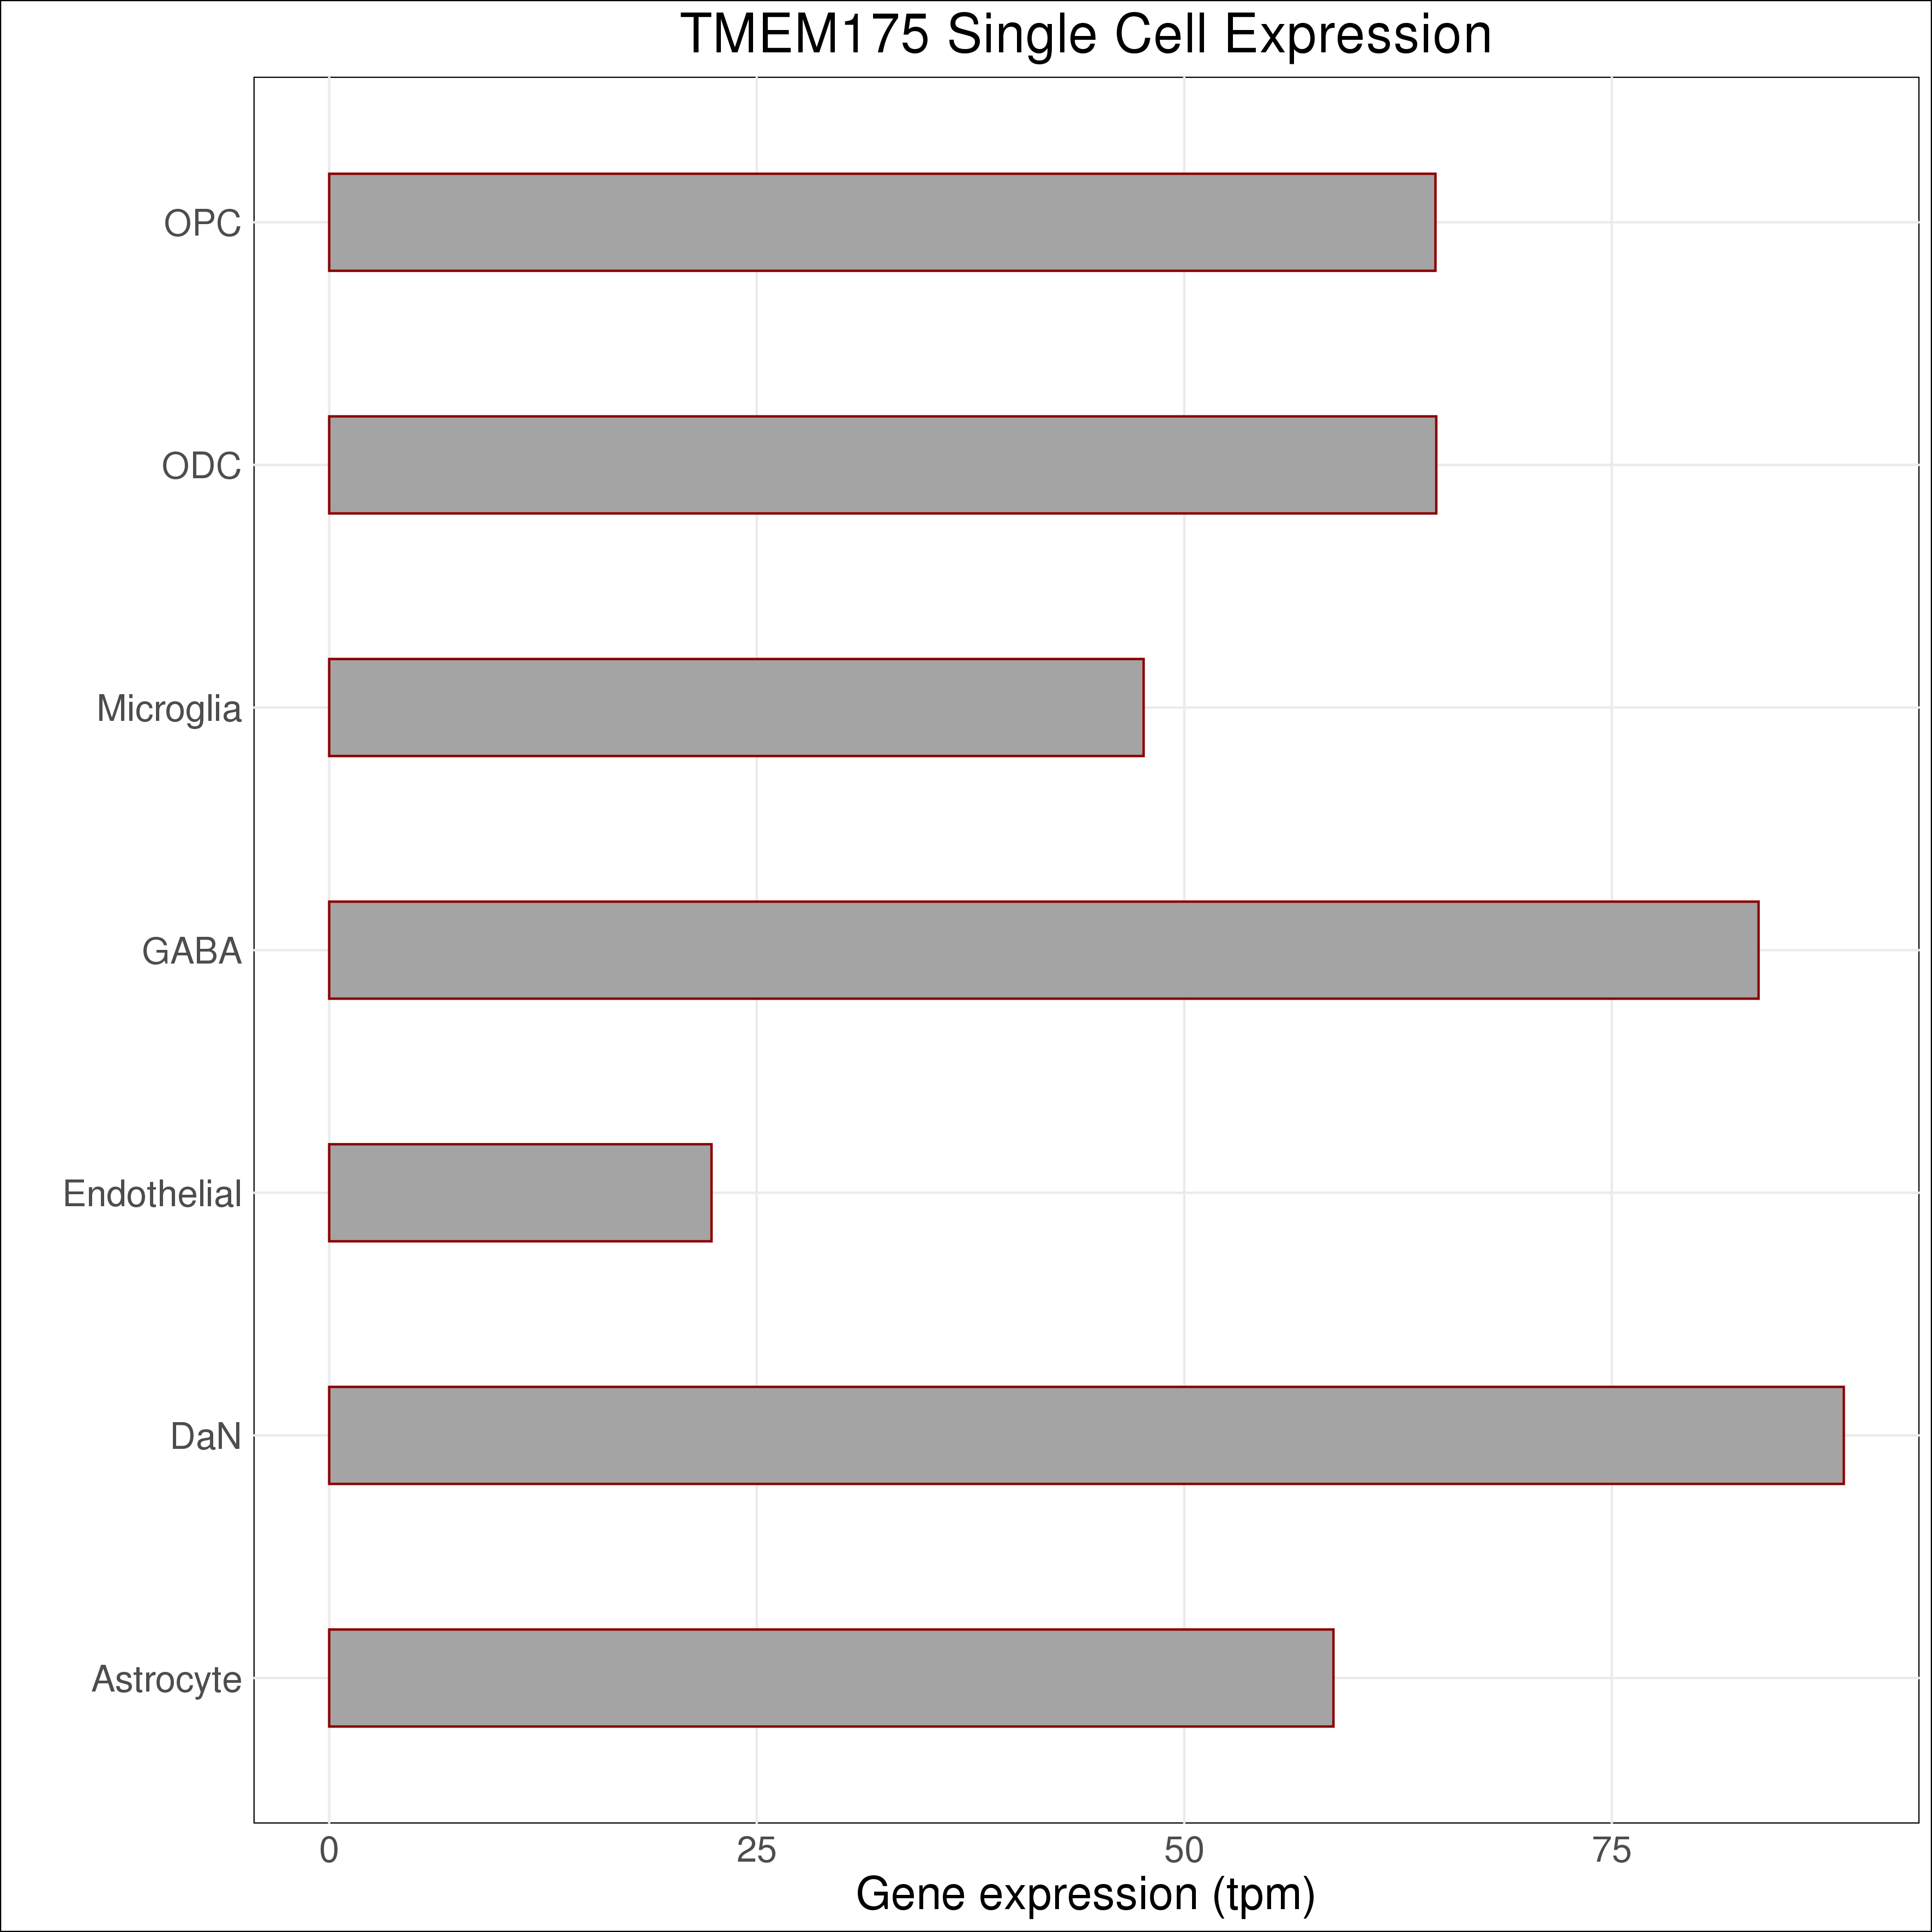 TMEM175 Single Cell Expression
OPC
ODC
Microglia
GABA
Endothelial
DaN
Astrocyte
0 25 50 75
Gene expression (tpm)